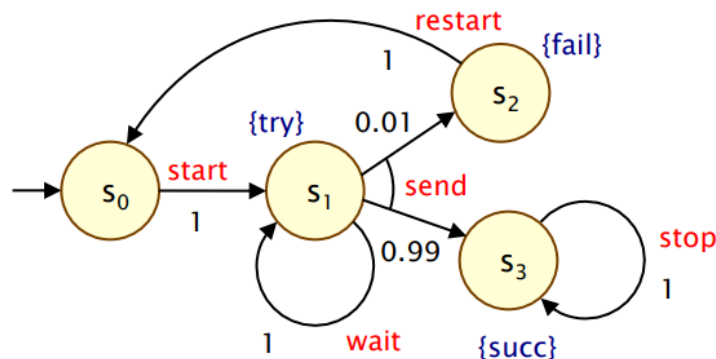 restart
1
{fail}
s₂
{try}
0.01
start
s₀
1
s₁
send
0.99
s₃
stop
1
1
wait
{succ}